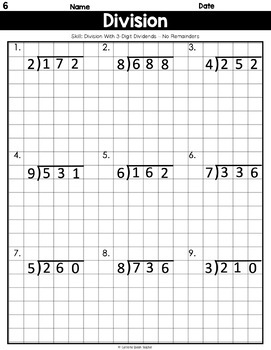 6 Name Date
Division
Skill: Division With 3-Digit Dividends - No Remainders
1. 2. 3.
2)172 8)688 4)252
4. 5. 6.
9)531 6)162 7)336
7. 8. 9.
5)260 8)736 3)210